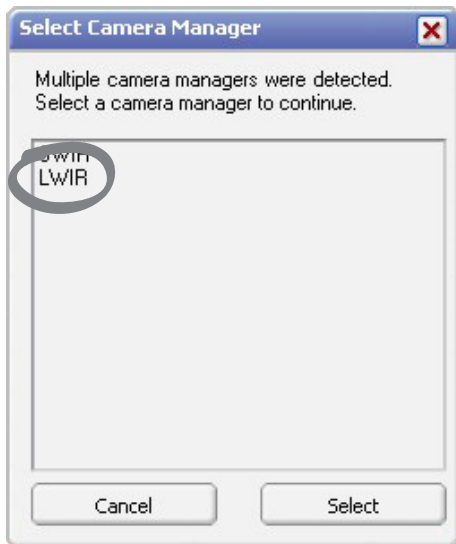 Select Camera Manager
Multiple camera managers were detected.
Select a camera manager to continue.
LWIR
Cancel
Select